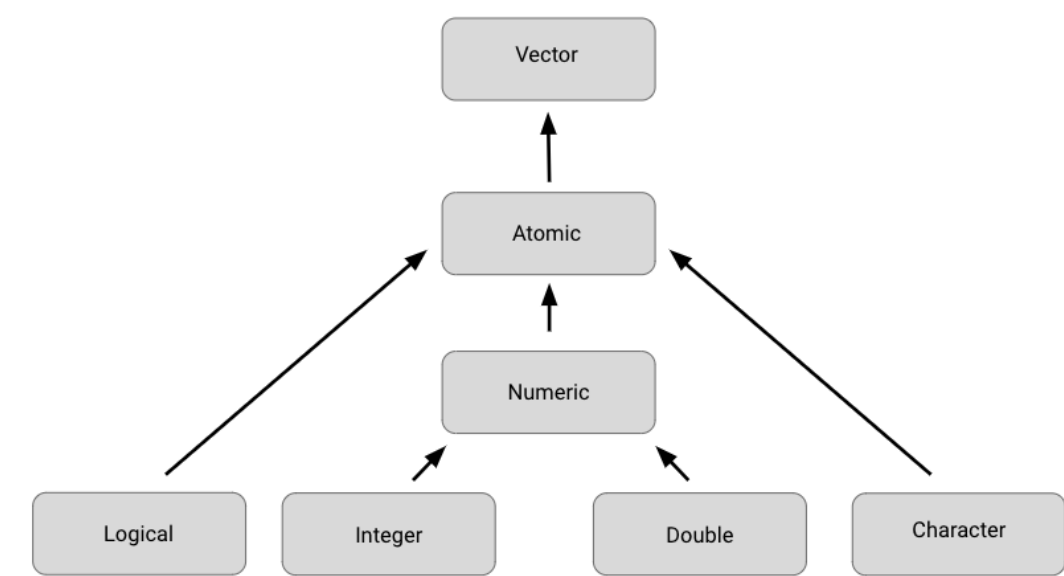 Vector
Atomic
Numeric
Logical
Integer
Double
Character